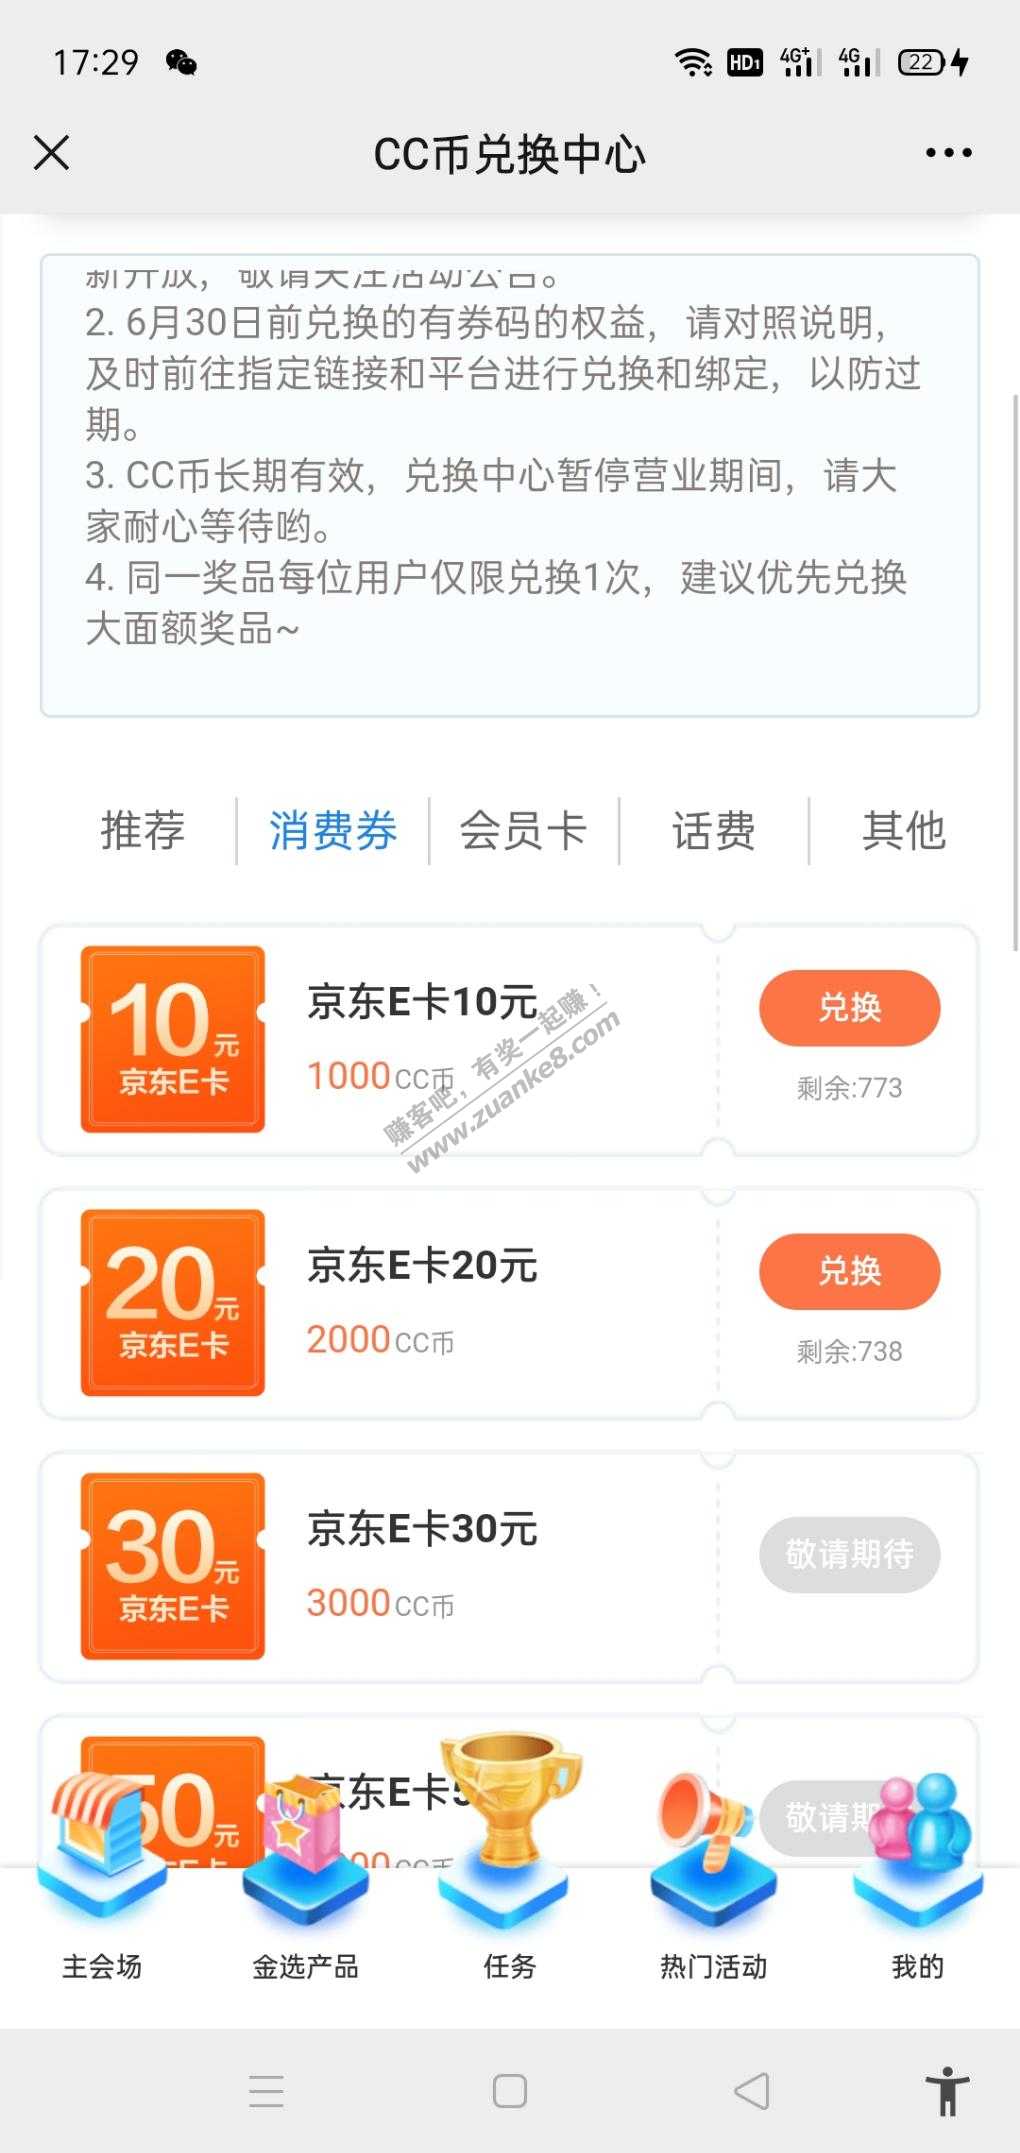 17:29
HD1
4G+
4G
22
CC币兑换中心
新开放，敬请关注活动公告。
2. 6月30日前兑换的有券码的权益，请对照说明，
及时前往指定链接和平台进行兑换和绑定，以防过
期。
3. CC币长期有效，兑换中心暂停营业期间，请大
家耐心等待哟。
4. 同一奖品每位用户仅限兑换1次，建议优先兑换
大面额奖品~
推荐
消费券
会员卡
话费
其他
10元
京东E卡
京东E卡10元
1000CC币
兑换
剩余:773
赚客吧，有奖一起赚！
www.zuanke8.com
20元
京东E卡
京东E卡20元
2000CC币
兑换
剩余:738
30元
京东E卡
京东E卡30元
3000CC币
敬请期待
50元
京东E卡5
敬请期
主会场
金选产品
任务
热门活动
我的